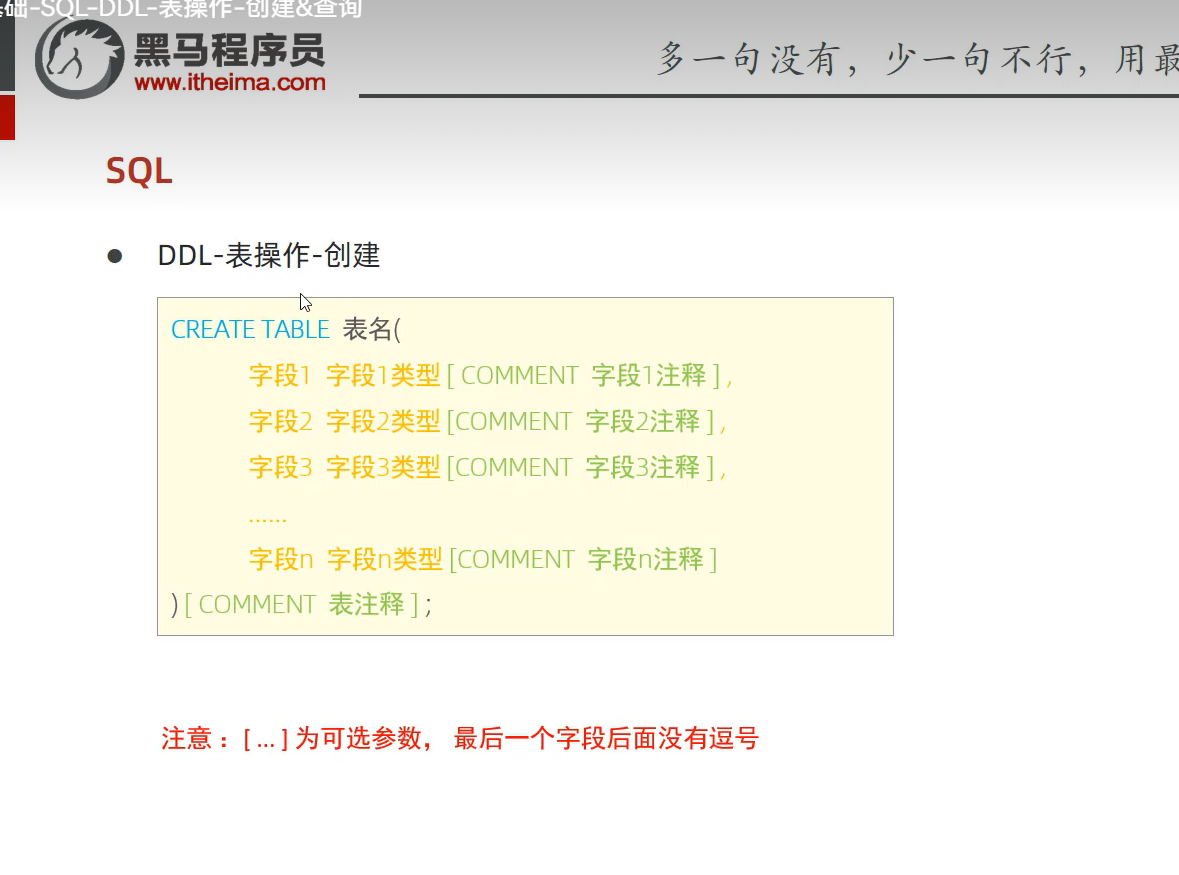 础-SQL-DDL-表操作-创建&查询
黑马程序员
www.itheima.com
多一句没有，少一句不行，用最
SQL
● DDL-表操作-创建
CREATE TABLE 表名(
字段1 字段1类型 [ COMMENT 字段1注释 ] ,
字段2 字段2类型 [COMMENT 字段2注释 ] ,
字段3 字段3类型 [COMMENT 字段3注释 ] ,
......
字段n 字段n类型 [COMMENT 字段n注释 ]
) [ COMMENT 表注释 ] ;
注意：[ ... ] 为可选参数， 最后一个字段后面没有逗号